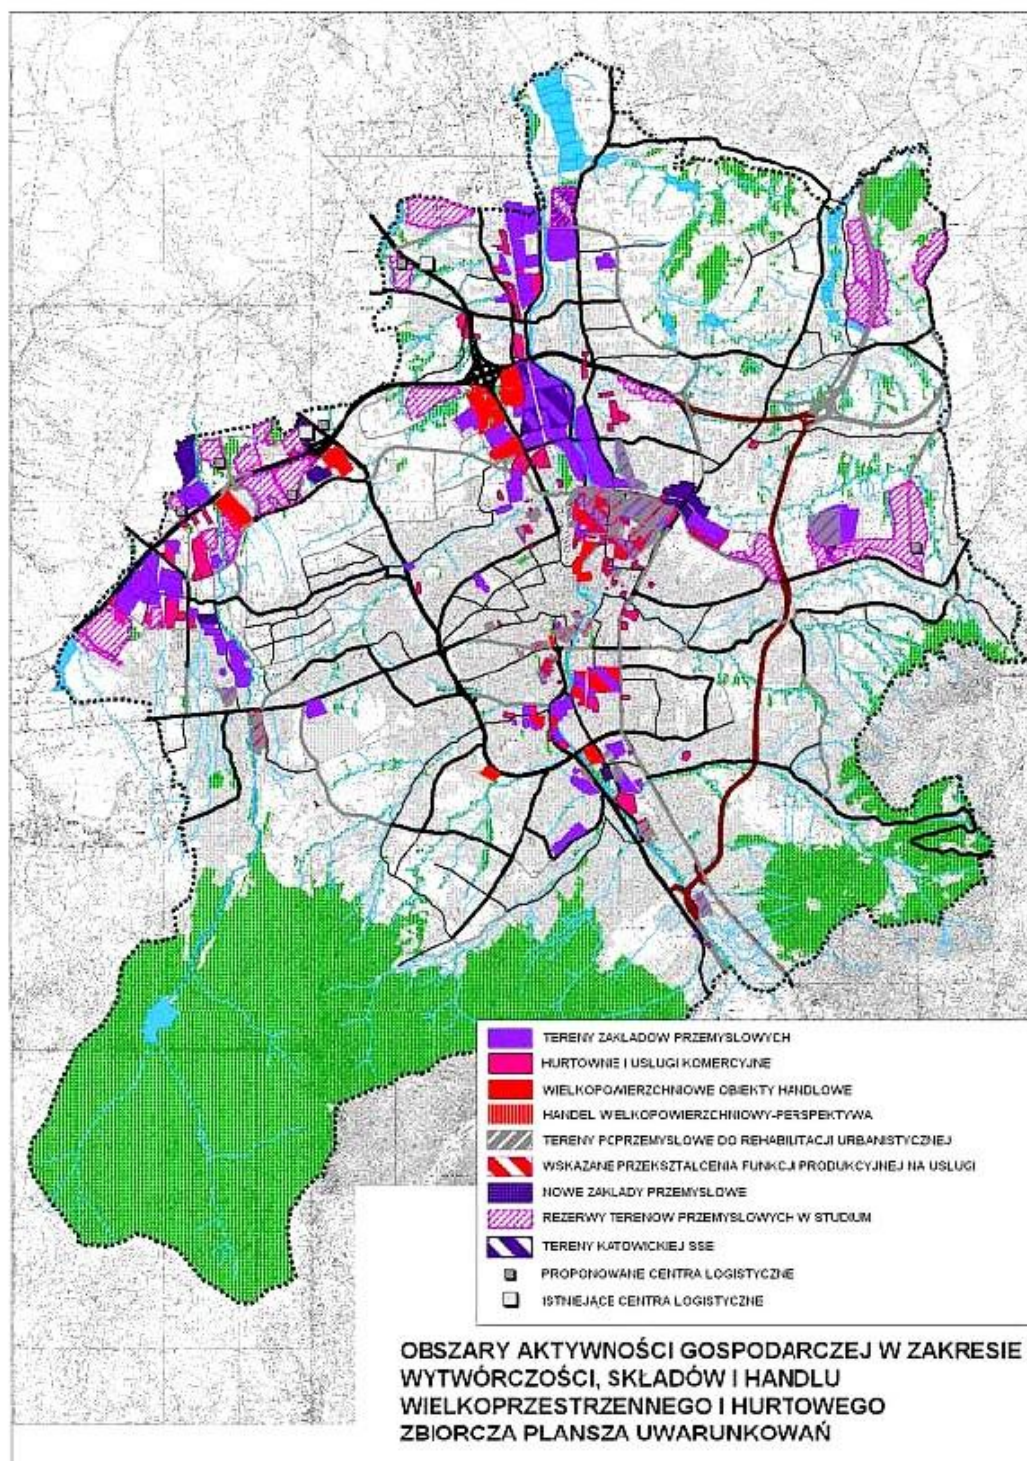 TERENY ZAKŁADÓW PRZEMYSŁOWYCH
HURTOWNIE I USŁUGI KOMERCYJNE
WIELKOPOWIERZCHNIOWE OBIEKTY HANDLOWE
HANDEL WIELKOPOWIERZCHNIOWY-PERSPEKTYWA
TERENY POPRZEMYSŁOWE DO REHABILITACJI URBANISTYCZNEJ
WSKAZANE PRZEKSZTAŁCENIA FUNKCJI PRODUKCYJNEJ NA USŁUGI
NOWE ZAKŁADY PRZEMYSŁOWE
REZERWY TERENÓW PRZEMYSŁOWYCH W STUDIUM
TERENY KATOWICKIEJ SSE
PROPONOWANE CENTRA LOGISTYCZNE
ISTNIEJĄCE CENTRA LOGISTYCZNE
OBSZARY AKTYWNOŚCI GOSPODARCZEJ W ZAKRESIE
WYTWÓRCZOŚCI, SKŁADÓW I HANDLU
WIELKOPRZESTRZENNEGO I HURTOWEGO
ZBIORCZA PLANSZA UWARUNKOWAŃ